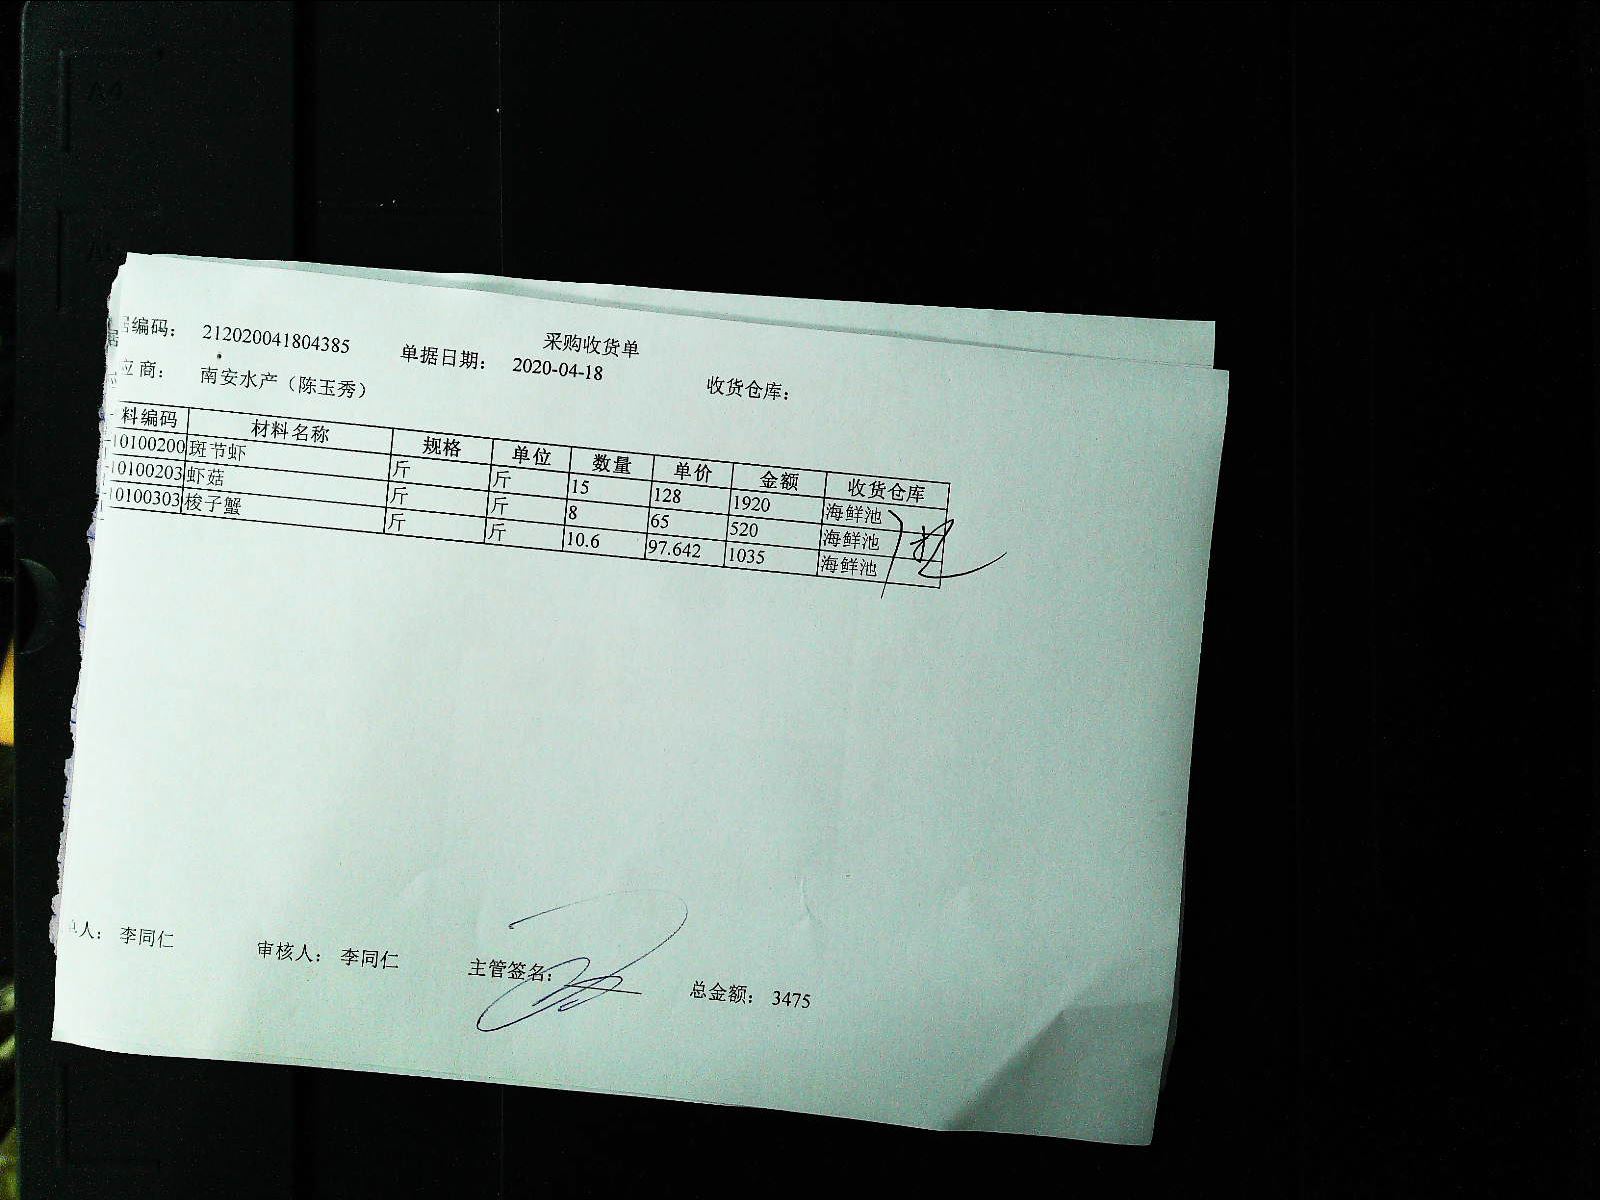 采购收货单
居编码： 212020041804385 单据日期： 2020-04-18 收货仓库：
应商： 南安水产（陈玉秀）
料编码 材料名称 规格 单位 数量 单价 金额 收货仓库
10100200 斑节虾 斤 斤 15 128 1920 海鲜池
10100203 虾菇 斤 斤 8 65 520 海鲜池
10100303 梭子蟹 斤 斤 10.6 97.642 1035 海鲜池
单人： 李同仁 审核人： 李同仁 主管签名： 总金额： 3475